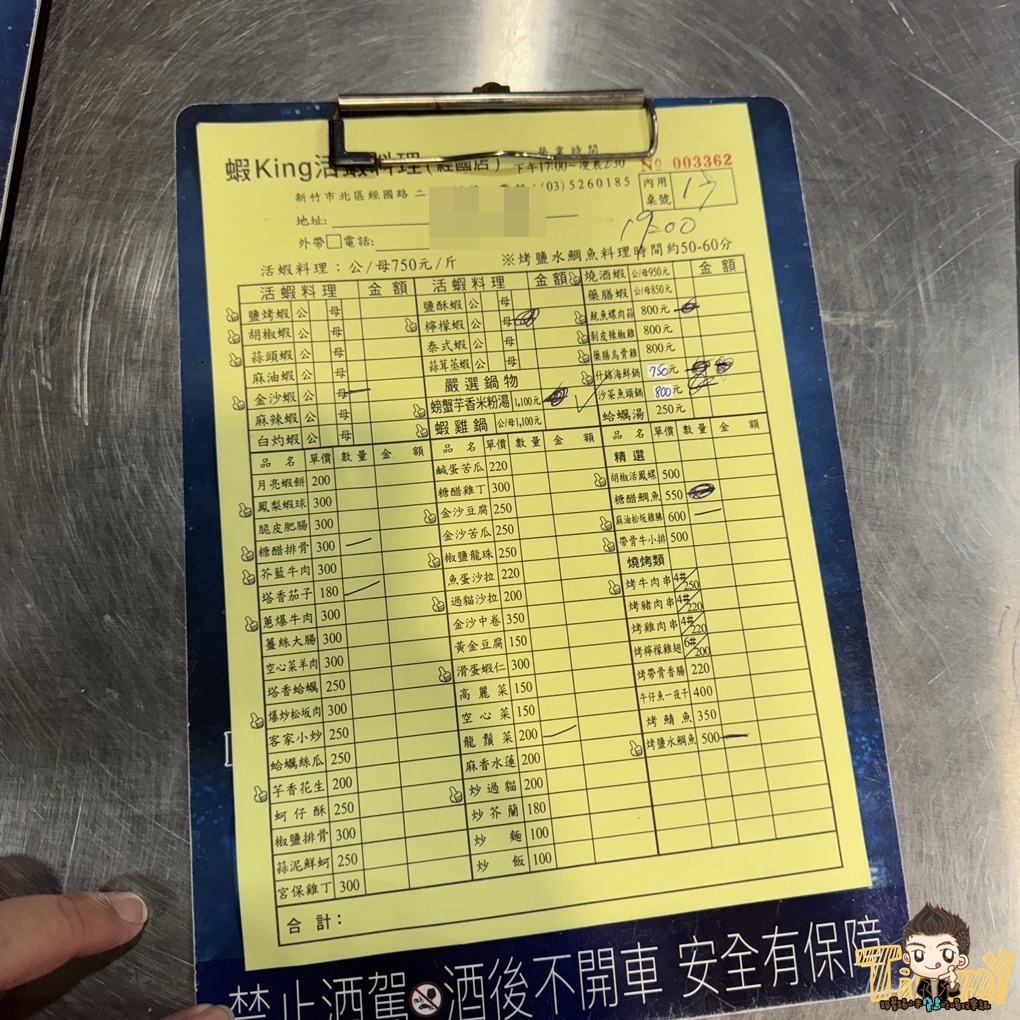 蝦King活蝦料理(經國店) 營業時間 下午17:00~凌晨2:30 № 003362
新竹市北區經國路二 (03)5260185 內用桌號 17
地址:
19:00
外帶 電話:
活蝦料理：公/母750元/斤 ※烤鹽水鯛魚料理時間約50-60分
活蝦料理 金額
鹽烤蝦 公 母
胡椒蝦 公 母
蒜頭蝦 公 母
麻油蝦 公 母
金沙蝦 公 母
麻辣蝦 公 母
白灼蝦 公 母
活蝦料理 金額
鹽酥蝦 公 母
檸檬蝦 公 母
泰式蝦 公 母
蒜茸蒸蝦 公 母
嚴選鍋物
螃蟹芋香米粉湯 1,100元
蝦雞鍋 公/母1,100元
金額
燒酒蝦 公/母950元
藥膳蝦 公/母850元
魷魚螺肉蒜 800元
剝皮辣椒雞 800元
藥膳烏骨雞 800元
什錦海鮮鍋 750元
沙茶魚頭鍋 800元
蛤蠣湯 250元
品名 單價 數量 金額
月亮蝦餅 200
鳳梨蝦球 300
脆皮肥腸 300
糖醋排骨 300
芥藍牛肉 300
塔香茄子 180
蔥爆牛肉 300
薑絲大腸 300
空心菜羊肉 300
塔香蛤蠣 250
爆炒松坂肉 300
客家小炒 250
蛤蠣絲瓜 250
芋香花生 200
蚵仔酥 250
椒鹽排骨 300
蒜泥鮮蚵 250
宮保雞丁 300
品名 單價 數量 金額
鹹蛋苦瓜 220
糖醋雞丁 300
金沙豆腐 250
金沙苦瓜 250
椒鹽龍珠 250
魚蛋沙拉 220
過貓沙拉 200
金沙中卷 350
黃金豆腐 150
滑蛋蝦仁 300
高麗菜 150
空心菜 150
龍鬚菜 200
麻香水蓮 200
炒過貓 200
炒芥蘭 180
炒麵 100
炒飯 100
品名 單價 數量 金額
精選
胡椒活鳳螺 500
糖醋鯛魚 550
麻油松坂雞腰 600
帶骨牛小排 500
燒烤類
烤牛肉串 4串/250
烤豬肉串 4串/220
烤雞肉串 4串/220
烤檸檬雞翅 6串/200
烤帶骨香腸 220
午仔魚一夜干 400
烤鯖魚 350
烤鹽水鯛魚 500
合計：
禁止酒駕 酒後不開車 安全有保障